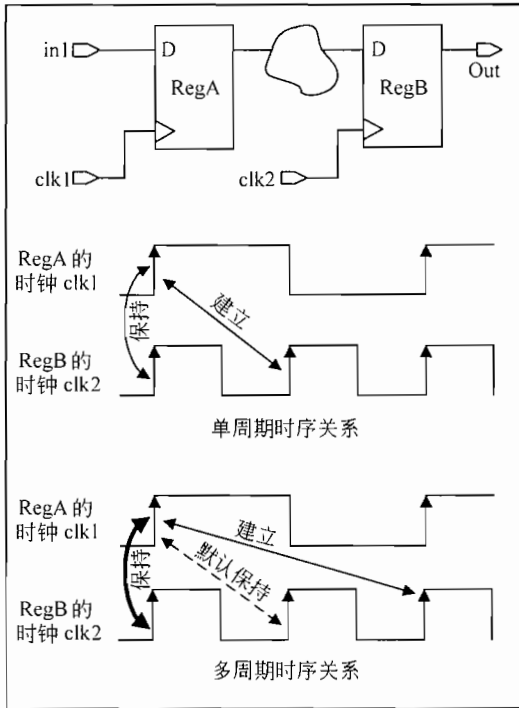 in1
D
RegA
D
RegB
Out
clk1
clk2
RegA 的
时钟 clk1
保持
建立
RegB 的
时钟 clk2
单周期时序关系
RegA 的
时钟 clk1
保持
建立
默认保持
RegB 的
时钟 clk2
多周期时序关系